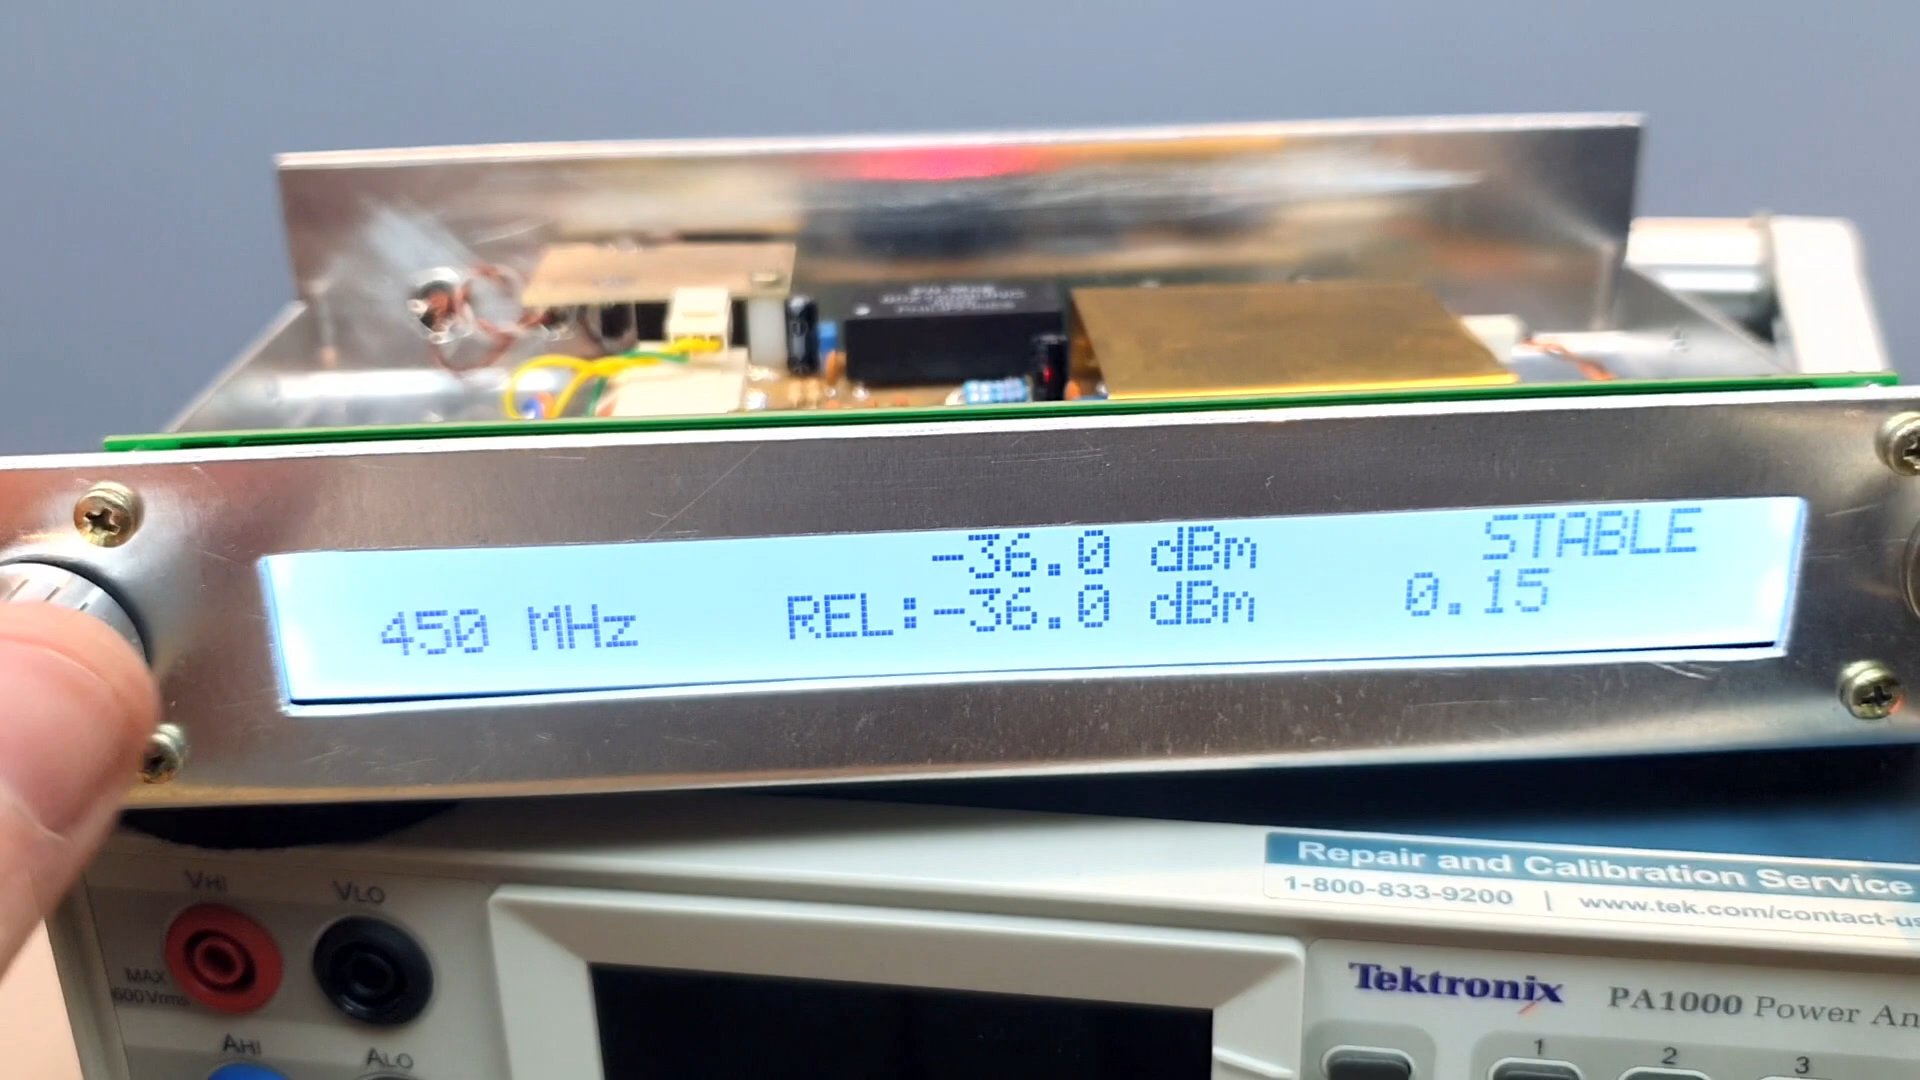 -36.0 dBm STABLE
450 MHz REL:-36.0 dBm 0.15
Repair and Calibration Service
1-800-833-9200 | www.tek.com/contact-us
VHI VLO
MAX
600Vrms
Tektronix PA1000 Power An
AHI ALO
1 2 3